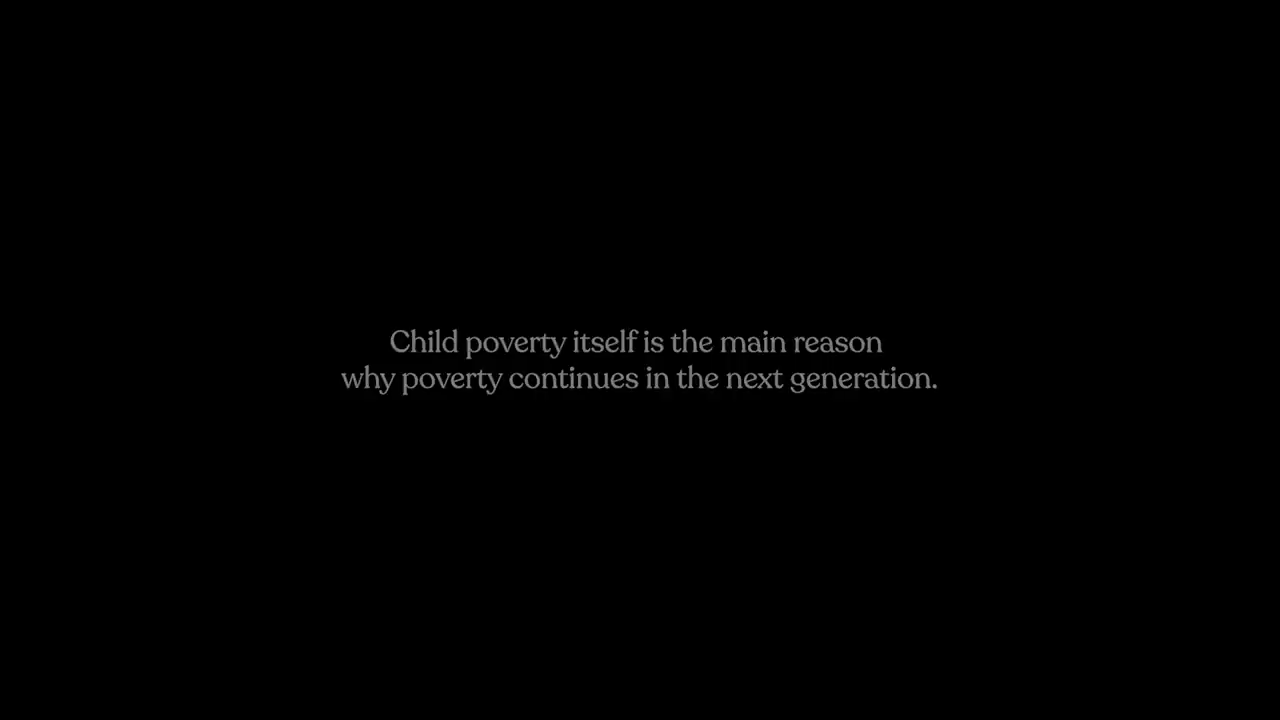 Child poverty itself is the main reason
why poverty continues in the next generation.